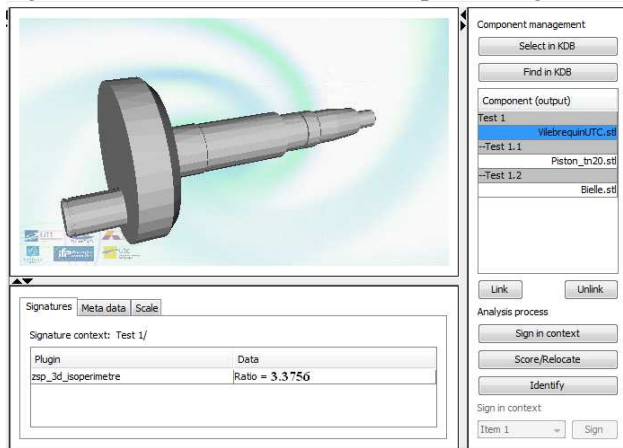 Component management
Select in KDB
Find in KDB
Component (output)
Test 1
VilebrequinUTC.stl
--Test 1.1
Piston_tn20.stl
--Test 1.2
Bielle.stl
Link Unlink
Analysis process
Sign in context
Score/Relocate
Identify
Sign in context
Item 1 Sign
Signatures Meta data Scale
Signature context: Test 1/
Plugin Data
zsp_3d_isoperimetre Ratio = 3.3756